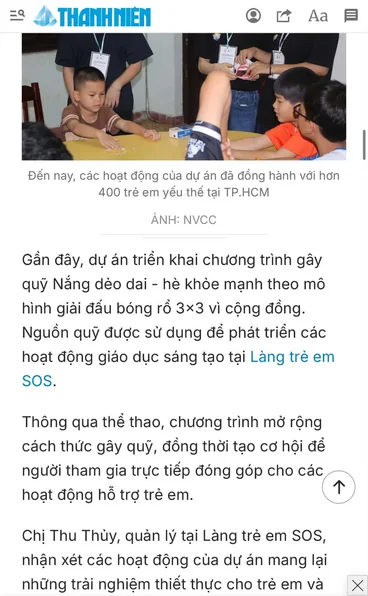 THANH NIÊN
Aa
Đến nay, các hoạt động của dự án đã đồng hành với hơn
400 trẻ em yếu thế tại TP.HCM
ẢNH: NVCC
Gần đây, dự án triển khai chương trình gây
quỹ Nắng dẻo dai - hè khỏe mạnh theo mô
hình giải đấu bóng rổ 3×3 vì cộng đồng.
Nguồn quỹ được sử dụng để phát triển các
hoạt động giáo dục sáng tạo tại Làng trẻ em
SOS.
Thông qua thể thao, chương trình mở rộng
cách thức gây quỹ, đồng thời tạo cơ hội để
người tham gia trực tiếp đóng góp cho các
hoạt động hỗ trợ trẻ em.
Chị Thu Thủy, quản lý tại Làng trẻ em SOS,
nhận xét các hoạt động của dự án mang lại
những trải nghiệm thiết thực cho trẻ em và